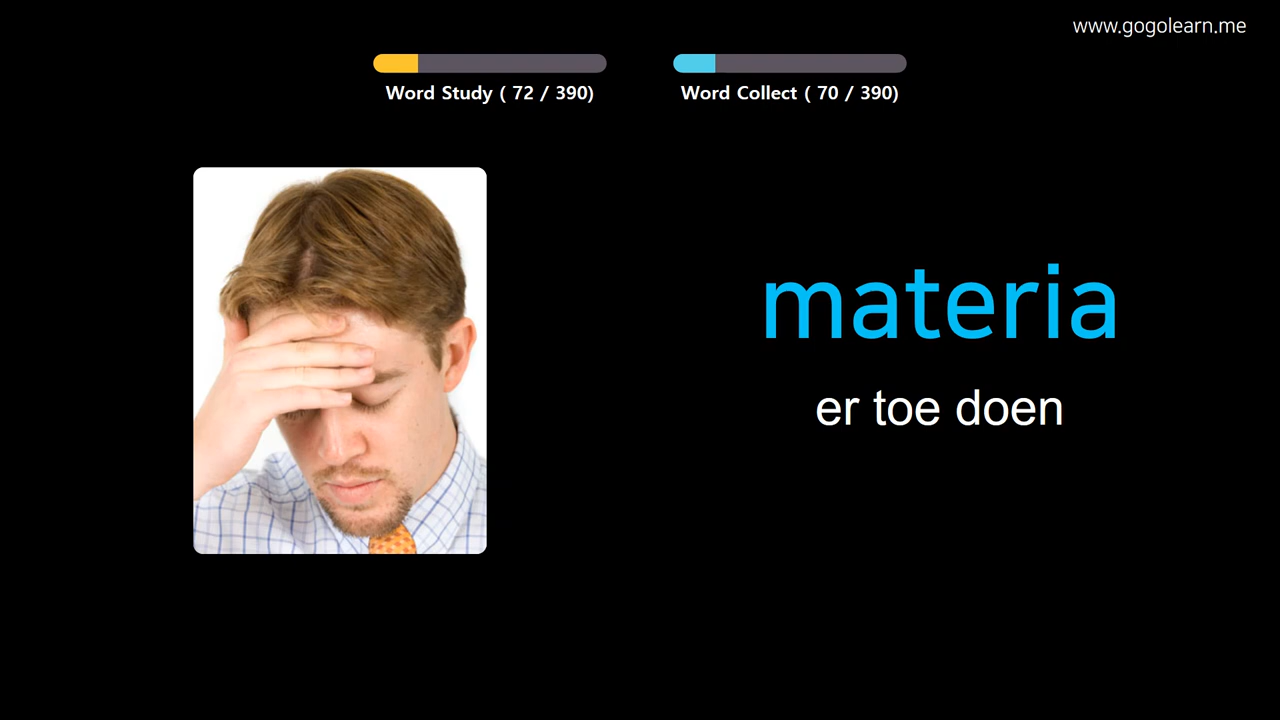 www.gogolearn.me
Word Study ( 72 / 390)
Word Collect ( 70 / 390)
materia
er toe doen